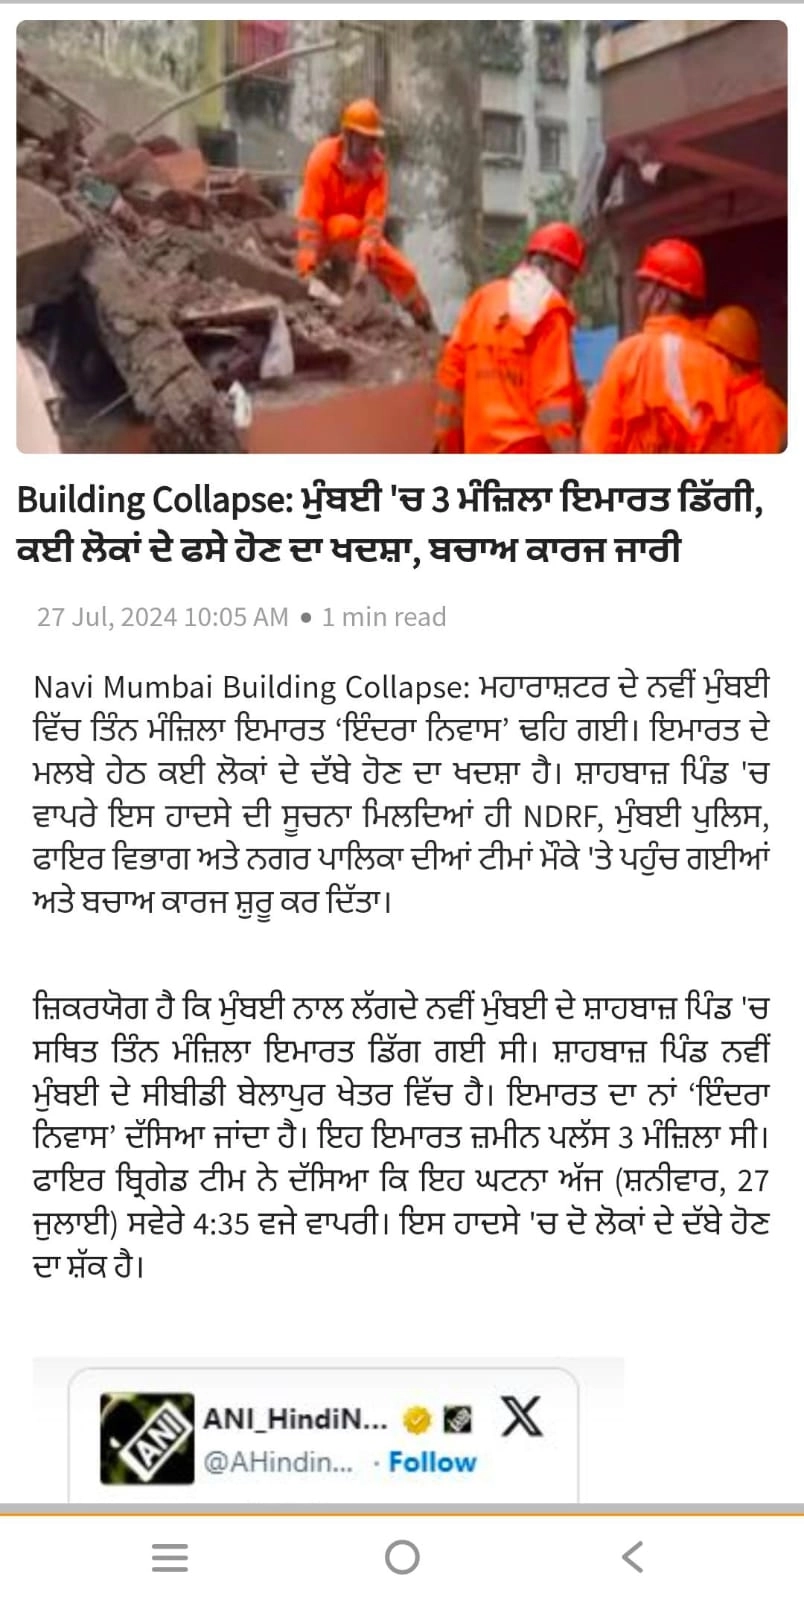 Building Collapse: ਮੁੰਬਈ 'ਚ 3 ਮੰਜ਼ਿਲਾ ਇਮਾਰਤ ਡਿੱਗੀ,
ਕਈ ਲੋਕਾਂ ਦੇ ਫਸੇ ਹੋਣ ਦਾ ਖਦਸ਼ਾ, ਬਚਾਅ ਕਾਰਜ ਜਾਰੀ
27 Jul, 2024 10:05 AM • 1 min read
Navi Mumbai Building Collapse: ਮਹਾਰਾਸ਼ਟਰ ਦੇ ਨਵੀਂ ਮੁੰਬਈ
ਵਿੱਚ ਤਿੰਨ ਮੰਜ਼ਿਲਾ ਇਮਾਰਤ ‘ਇੰਦਰਾ ਨਿਵਾਸ’ ਢਹਿ ਗਈ। ਇਮਾਰਤ ਦੇ
ਮਲਬੇ ਹੇਠ ਕਈ ਲੋਕਾਂ ਦੇ ਦੱਬੇ ਹੋਣ ਦਾ ਖਦਸ਼ਾ ਹੈ। ਸ਼ਾਹਬਾਜ਼ ਪਿੰਡ 'ਚ
ਵਾਪਰੇ ਇਸ ਹਾਦਸੇ ਦੀ ਸੂਚਨਾ ਮਿਲਦਿਆਂ ਹੀ NDRF, ਮੁੰਬਈ ਪੁਲਿਸ,
ਫਾਇਰ ਵਿਭਾਗ ਅਤੇ ਨਗਰ ਪਾਲਿਕਾ ਦੀਆਂ ਟੀਮਾਂ ਮੌਕੇ 'ਤੇ ਪਹੁੰਚ ਗਈਆਂ
ਅਤੇ ਬਚਾਅ ਕਾਰਜ ਸ਼ੁਰੂ ਕਰ ਦਿੱਤਾ।
ਜ਼ਿਕਰਯੋਗ ਹੈ ਕਿ ਮੁੰਬਈ ਨਾਲ ਲੱਗਦੇ ਨਵੀਂ ਮੁੰਬਈ ਦੇ ਸ਼ਾਹਬਾਜ਼ ਪਿੰਡ 'ਚ
ਸਥਿਤ ਤਿੰਨ ਮੰਜ਼ਿਲਾ ਇਮਾਰਤ ਡਿੱਗ ਗਈ ਸੀ। ਸ਼ਾਹਬਾਜ਼ ਪਿੰਡ ਨਵੀਂ
ਮੁੰਬਈ ਦੇ ਸੀਬੀਡੀ ਬੇਲਾਪੁਰ ਖੇਤਰ ਵਿੱਚ ਹੈ। ਇਮਾਰਤ ਦਾ ਨਾਂ ‘ਇੰਦਰਾ
ਨਿਵਾਸ’ ਦੱਸਿਆ ਜਾਂਦਾ ਹੈ। ਇਹ ਇਮਾਰਤ ਜ਼ਮੀਨ ਪਲੱਸ 3 ਮੰਜ਼ਿਲਾ ਸੀ।
ਫਾਇਰ ਬ੍ਰਿਗੇਡ ਟੀਮ ਨੇ ਦੱਸਿਆ ਕਿ ਇਹ ਘਟਨਾ ਅੱਜ (ਸ਼ਨੀਵਾਰ, 27
ਜੁਲਾਈ) ਸਵੇਰੇ 4:35 ਵਜੇ ਵਾਪਰੀ। ਇਸ ਹਾਦਸੇ 'ਚ ਦੋ ਲੋਕਾਂ ਦੇ ਦੱਬੇ ਹੋਣ
ਦਾ ਸ਼ੱਕ ਹੈ।
ANI
ANI_HindiN... X
@AHindin... · Follow